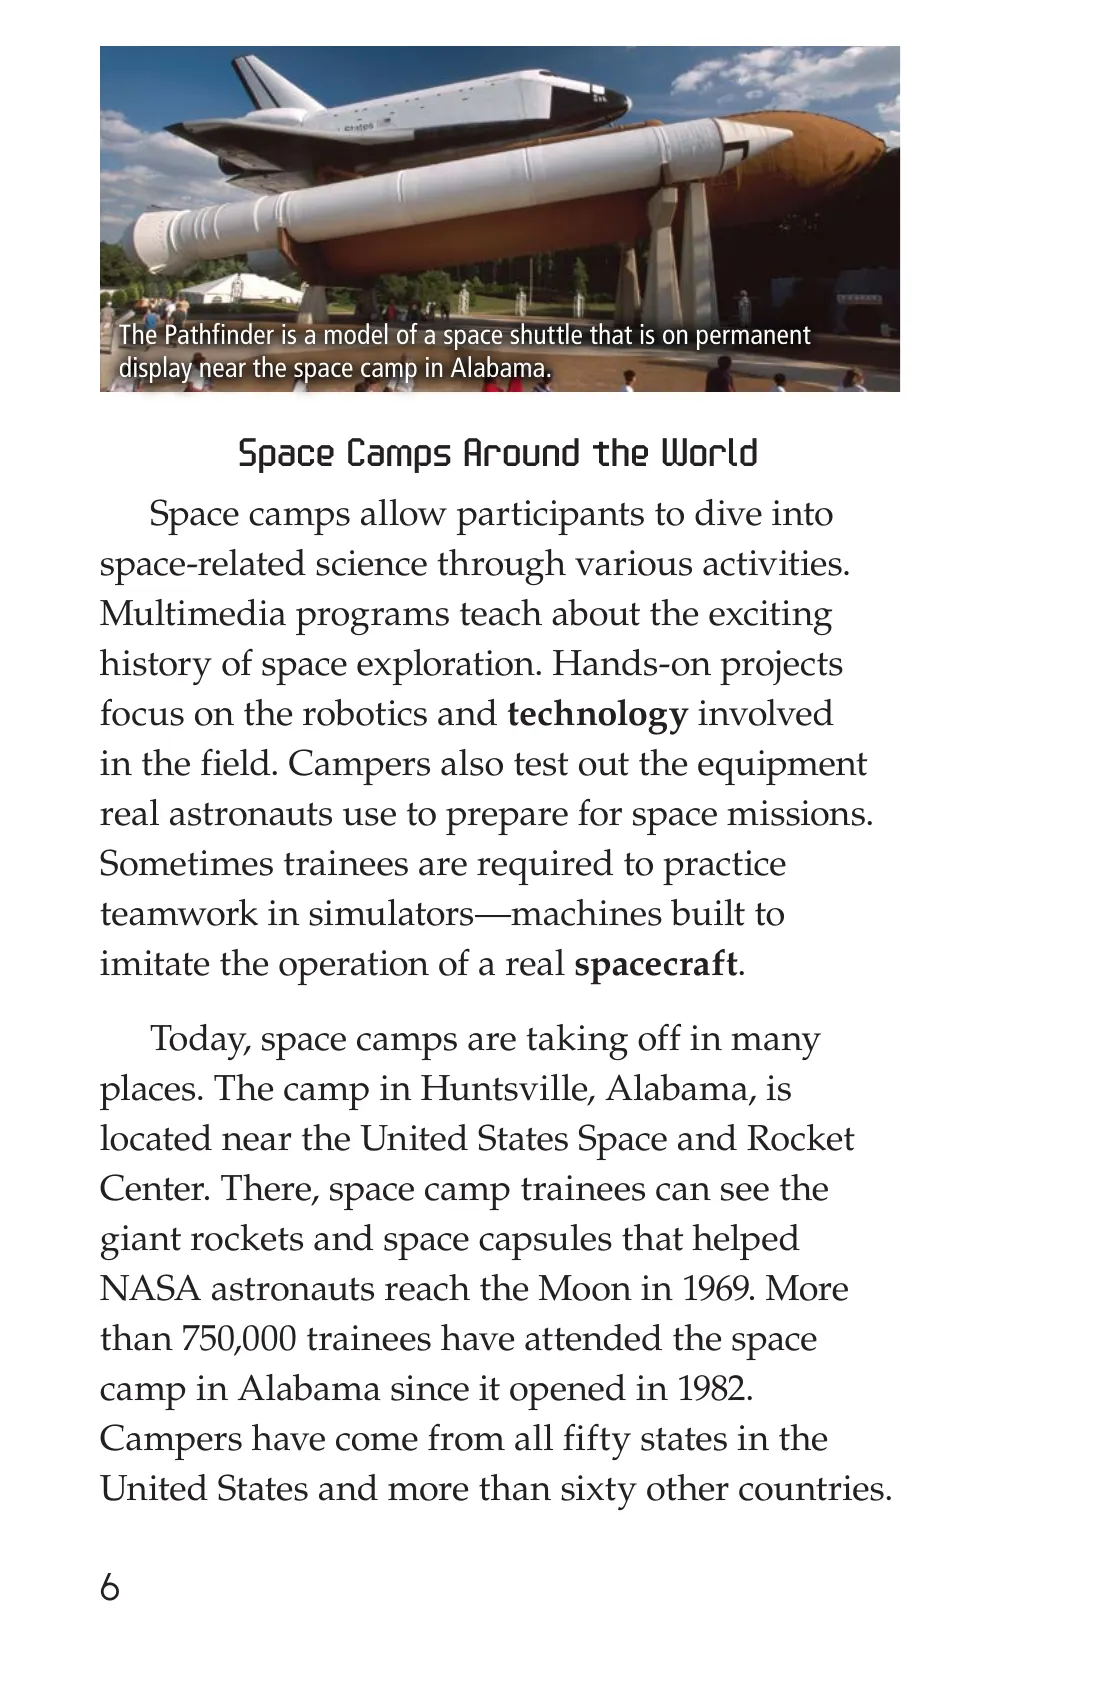 States
The Pathfinder is a model of a space shuttle that is on permanent
display near the space camp in Alabama.
Space Camps Around the World
Space camps allow participants to dive into
space-related science through various activities.
Multimedia programs teach about the exciting
history of space exploration. Hands-on projects
focus on the robotics and technology involved
in the field. Campers also test out the equipment
real astronauts use to prepare for space missions.
Sometimes trainees are required to practice
teamwork in simulators—machines built to
imitate the operation of a real spacecraft.
Today, space camps are taking off in many
places. The camp in Huntsville, Alabama, is
located near the United States Space and Rocket
Center. There, space camp trainees can see the
giant rockets and space capsules that helped
NASA astronauts reach the Moon in 1969. More
than 750,000 trainees have attended the space
camp in Alabama since it opened in 1982.
Campers have come from all fifty states in the
United States and more than sixty other countries.
6